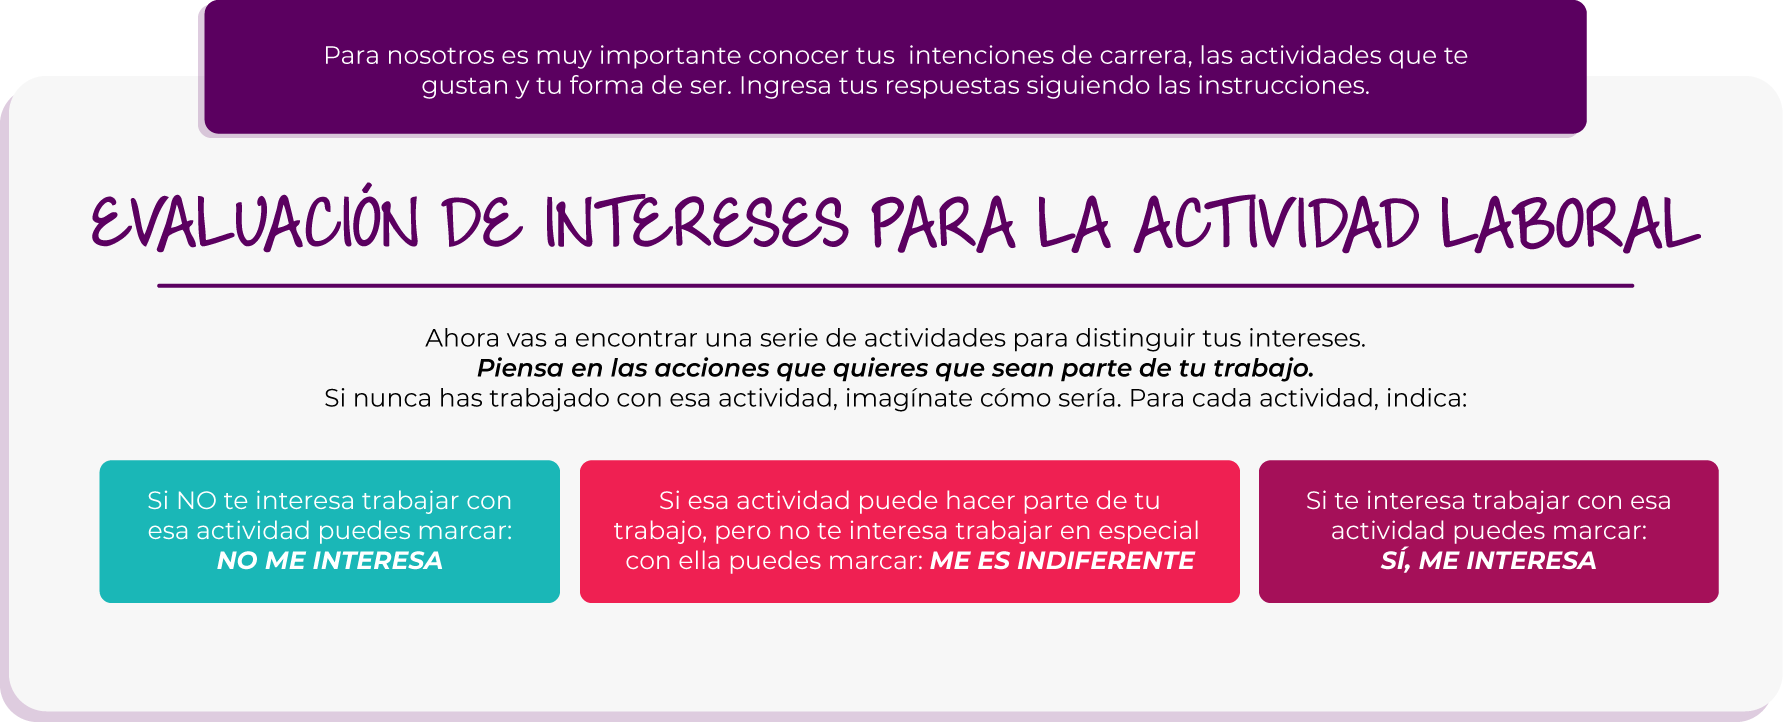 Para nosotros es muy importante conocer tus  intenciones de carrera, las actividades que te
gustan y tu forma de ser. Ingresa tus respuestas siguiendo las instrucciones.
EVALUACIÓN DE INTERESES PARA LA ACTIVIDAD LABORAL
Ahora vas a encontrar una serie de actividades para distinguir tus intereses.
Piensa en las acciones que quieres que sean parte de tu trabajo.
Si nunca has trabajado con esa actividad, imagínate cómo sería. Para cada actividad, indica:
Si NO te interesa trabajar con
esa actividad puedes marcar:
NO ME INTERESA
Si esa actividad puede hacer parte de tu
trabajo, pero no te interesa trabajar en especial
con ella puedes marcar: ME ES INDIFERENTE
Si te interesa trabajar con esa
actividad puedes marcar:
SÍ, ME INTERESA